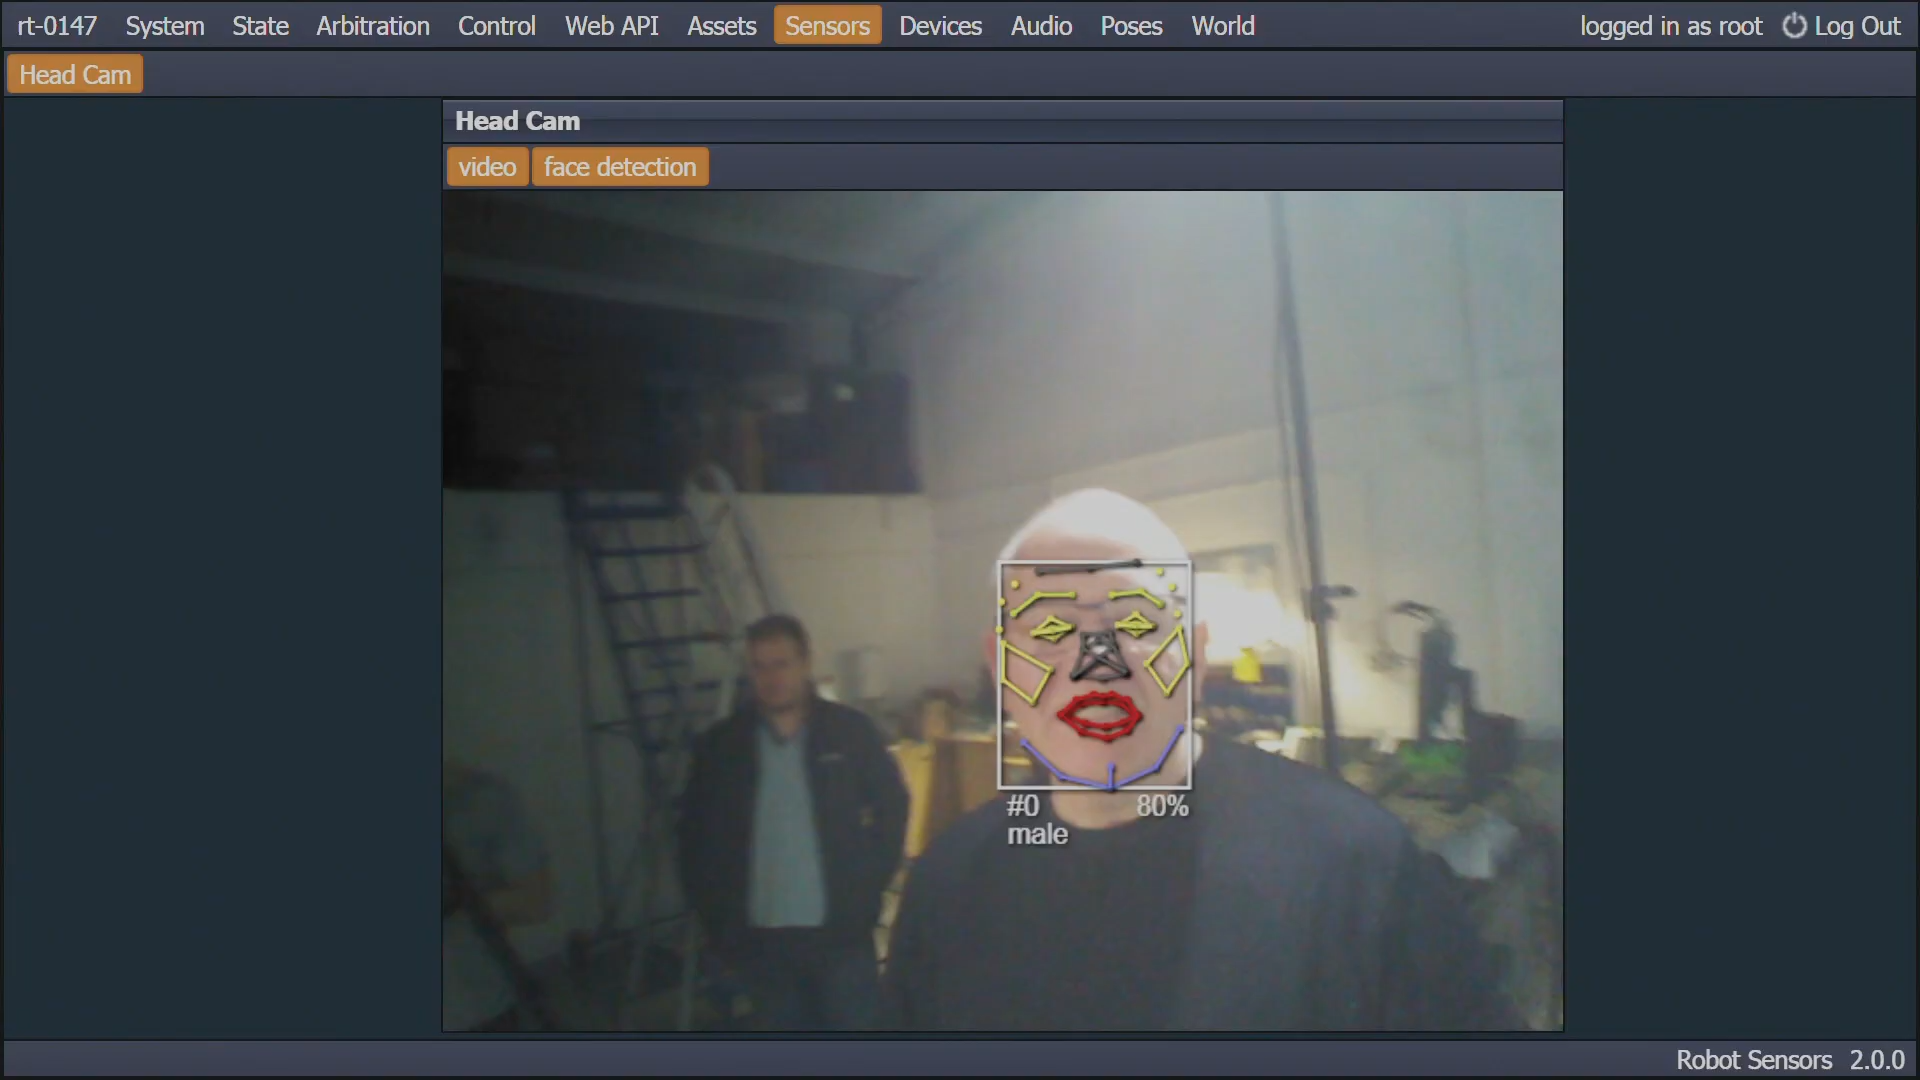 rt-0147 System State Arbitration Control Web API Assets Sensors Devices Audio Poses World logged in as root Log Out
Head Cam
Head Cam
video face detection
#0 80%
male
Robot Sensors 2.0.0